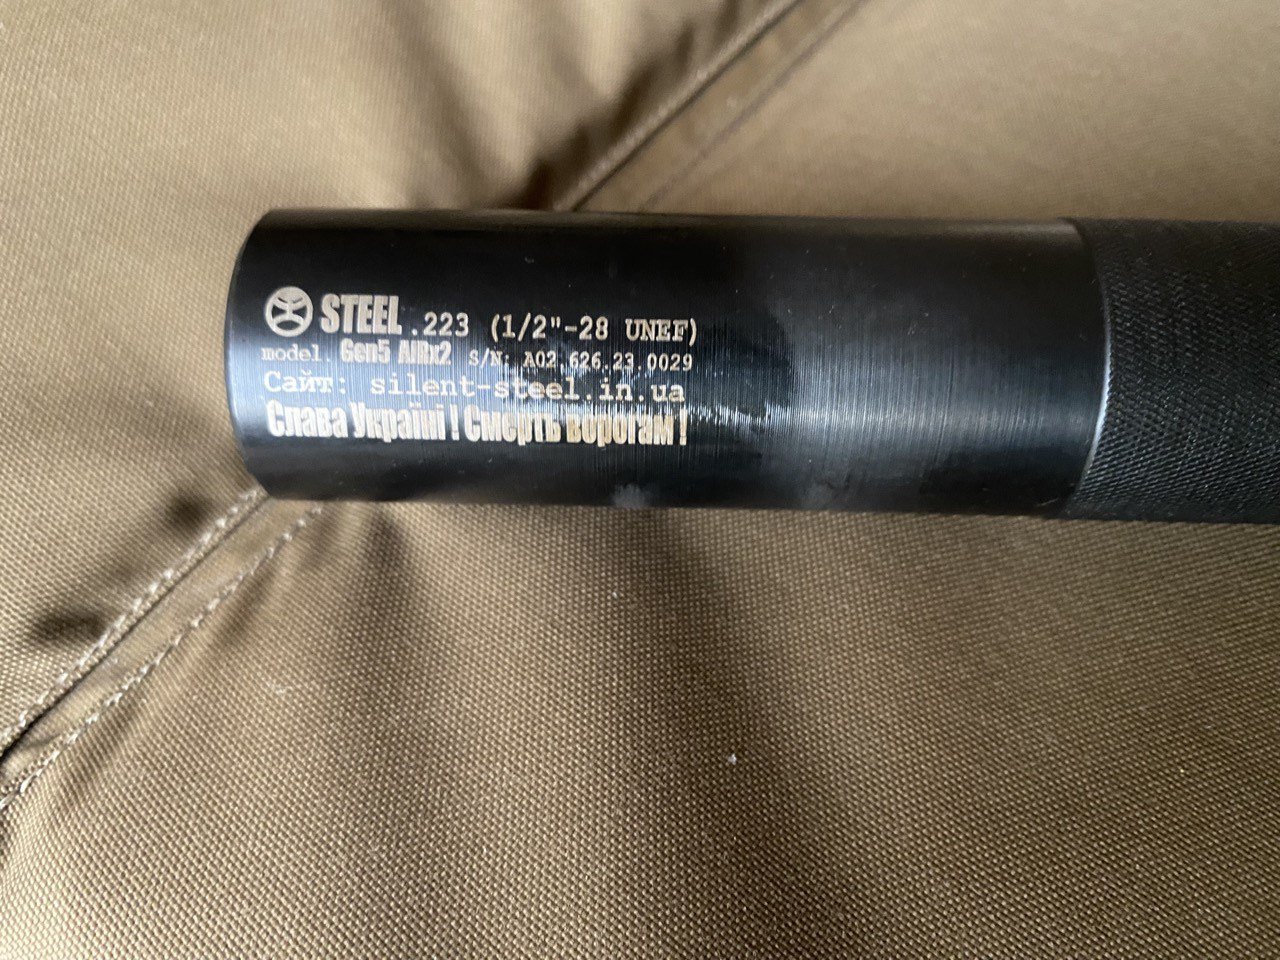 STEEL .223 (1/2"-28 UNEF)
model. Gen5 AIRx2 S/N: A02.626.23.0029
Сайт: silent-steel.in.ua
Слава Україні ! Смерть ворогам !